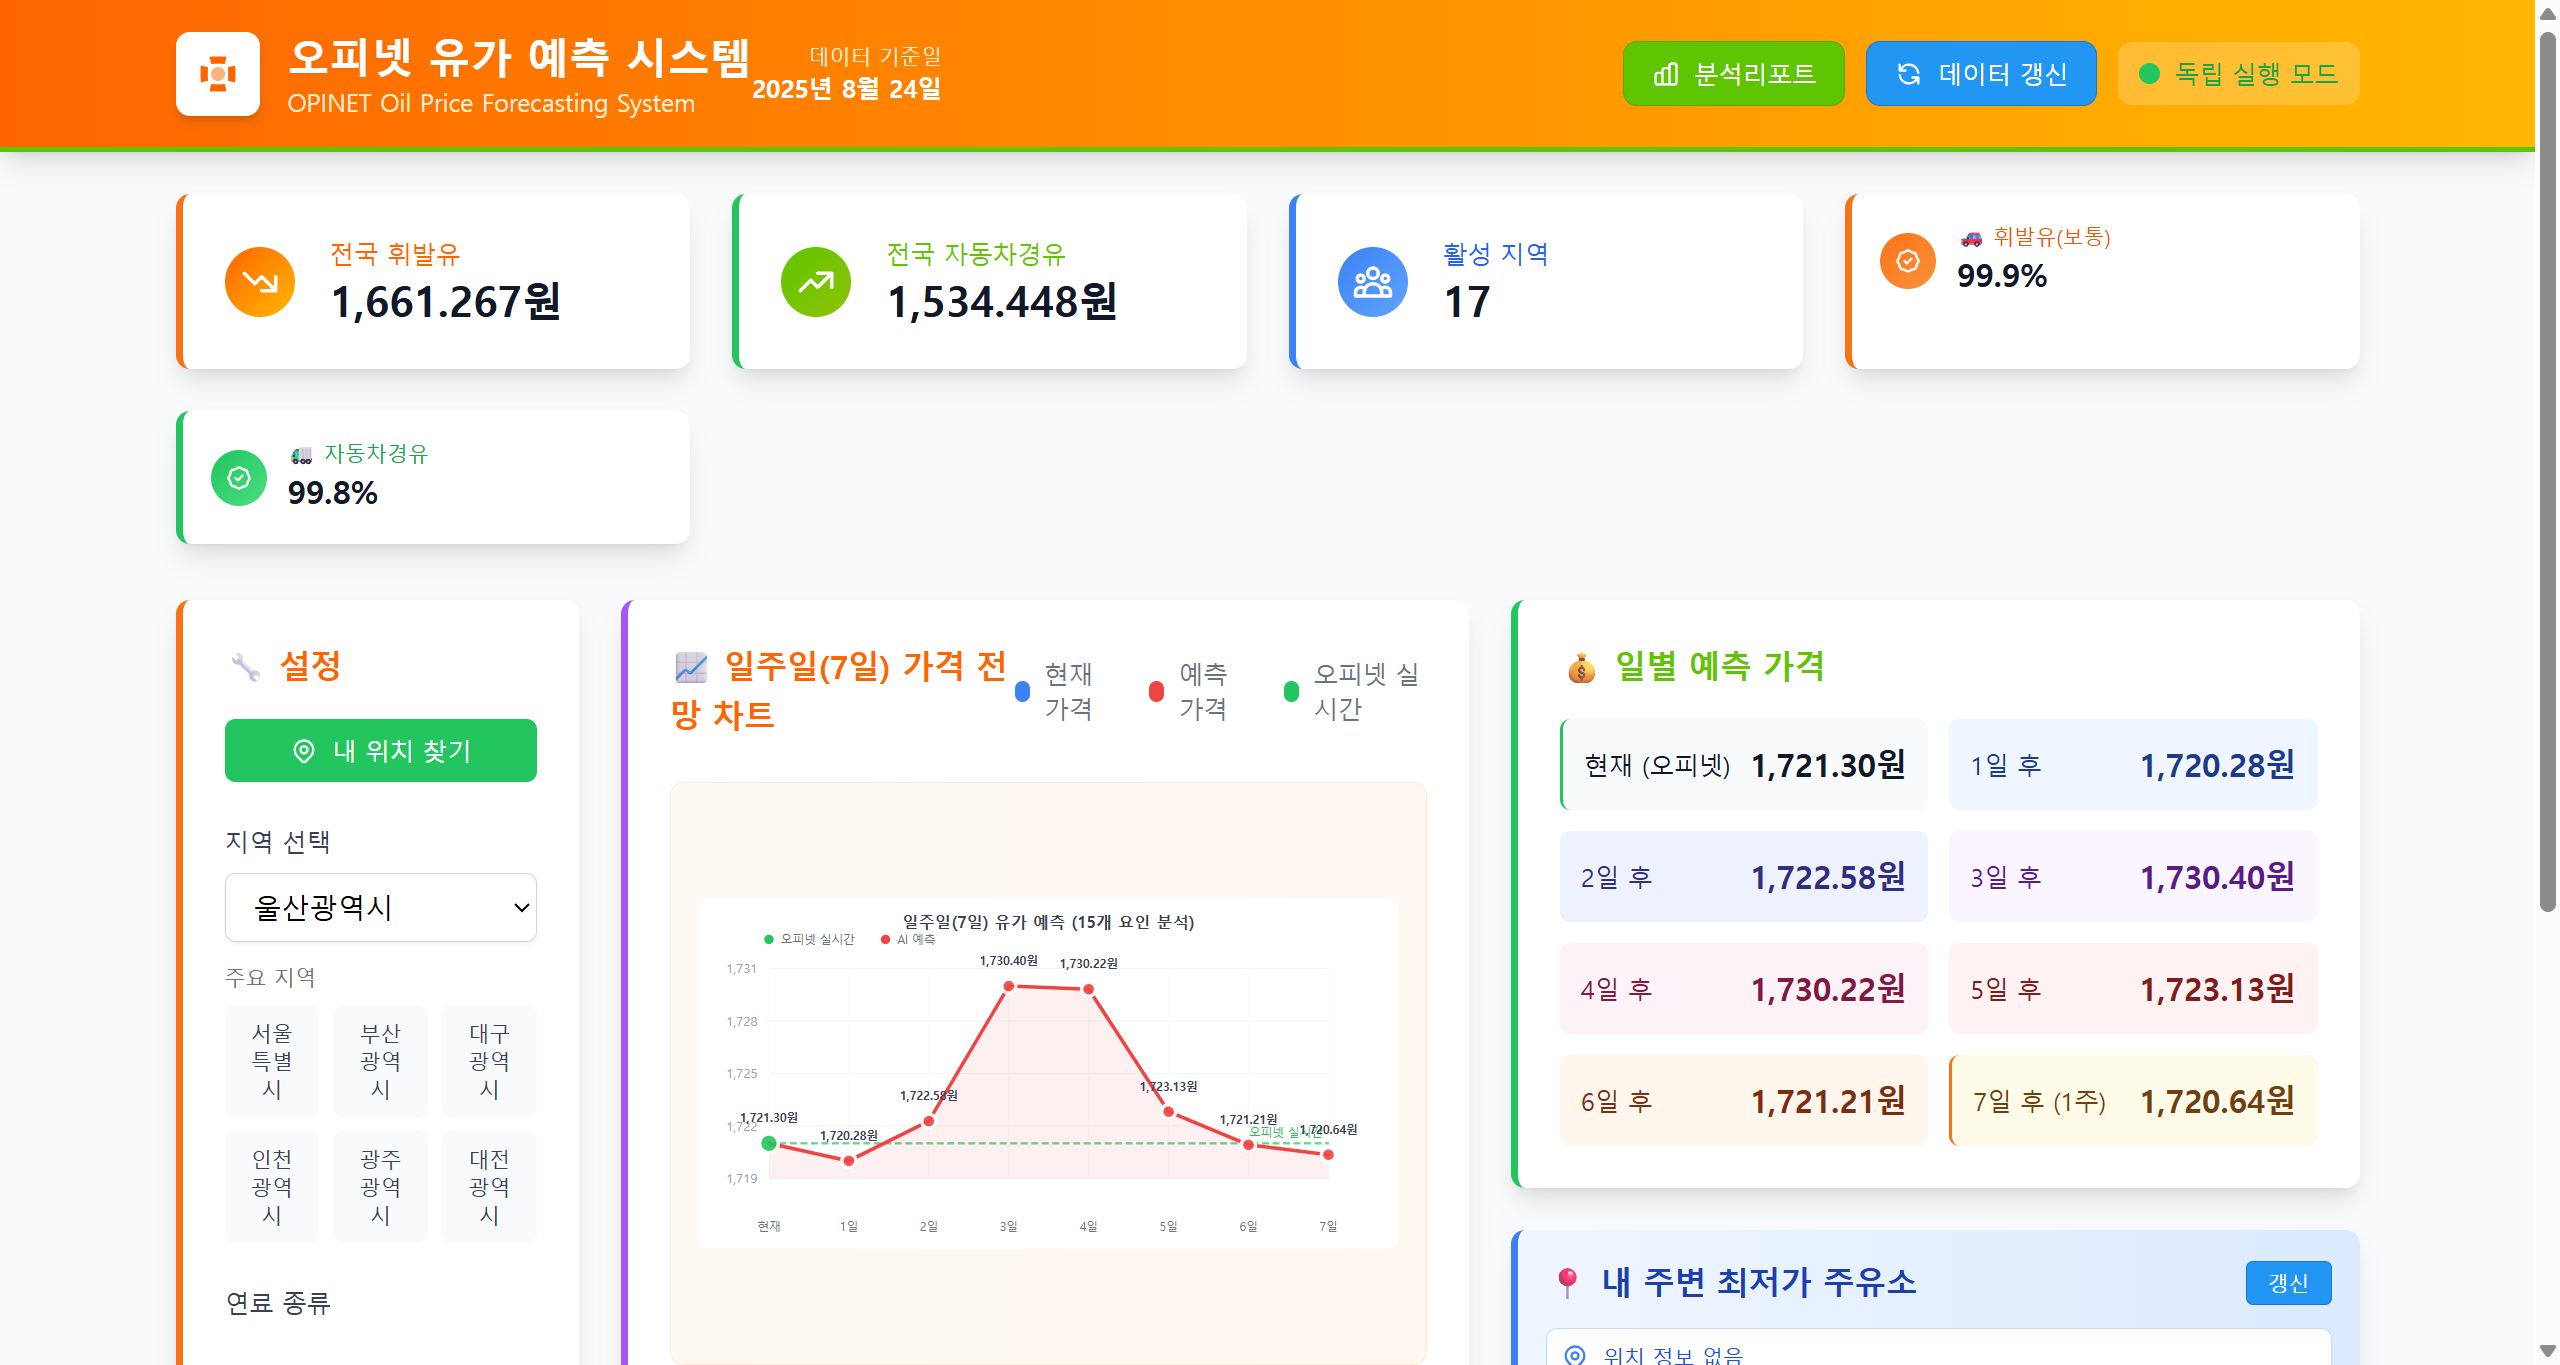 오피넷 유가 예측 시스템
OPINET Oil Price Forecasting System
데이터 기준일
2025년 8월 24일
분석리포트
데이터 갱신
독립 실행 모드
전국 휘발유
1,661.267원
전국 자동차경유
1,534.448원
활성 지역
17
휘발유(보통)
99.9%
자동차경유
99.8%
설정
내 위치 찾기
지역 선택
울산광역시
주요 지역
서울
특별
시
부산
광역
시
대구
광역
시
인천
광역
시
광주
광역
시
대전
광역
시
연료 종류
일주일(7일) 가격 전
망 차트
현재
가격
예측
가격
오피넷 실
시간
일주일(7일) 유가 예측 (15개 요인 분석)
오피넷 실시간
AI 예측
1,731
1,728
1,725
1,722
1,719
1,721.30원
1,720.28원
1,722.58원
1,730.40원
1,730.22원
1,723.13원
1,721.21원
1,720.64원
오피넷 실시간
현재
1일
2일
3일
4일
5일
6일
7일
일별 예측 가격
현재 (오피넷) 1,721.30원
1일 후 1,720.28원
2일 후 1,722.58원
3일 후 1,730.40원
4일 후 1,730.22원
5일 후 1,723.13원
6일 후 1,721.21원
7일 후 (1주) 1,720.64원
내 주변 최저가 주유소
갱신
위치 정보 없음